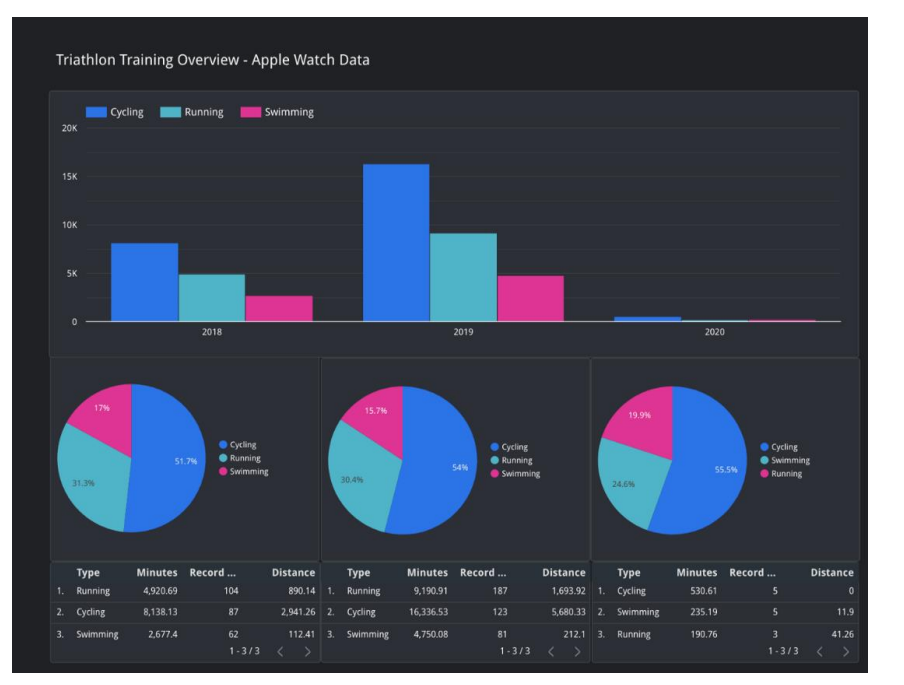 Triathlon Training Overview - Apple Watch Data
Cycling Running Swimming
20K
15K
10K
5K
0
2018 2019 2020
17%
51.7%
31.3%
Cycling
Running
Swimming
15.7%
54%
30.4%
Cycling
Running
Swimming
19.9%
55.5%
24.6%
Cycling
Swimming
Running
Type Minutes Record ... Distance
1. Running 4,920.69 104 890.14
2. Cycling 8,138.13 87 2,941.26
3. Swimming 2,677.4 62 112.41
1 - 3 / 3 < >
Type Minutes Record ... Distance
1. Running 9,190.91 187 1,693.92
2. Cycling 16,336.53 123 5,680.33
3. Swimming 4,750.08 81 212.1
1 - 3 / 3 < >
Type Minutes Record ... Distance
1. Cycling 530.61 5 0
2. Swimming 235.19 5 11.9
3. Running 190.76 3 41.26
1 - 3 / 3 < >